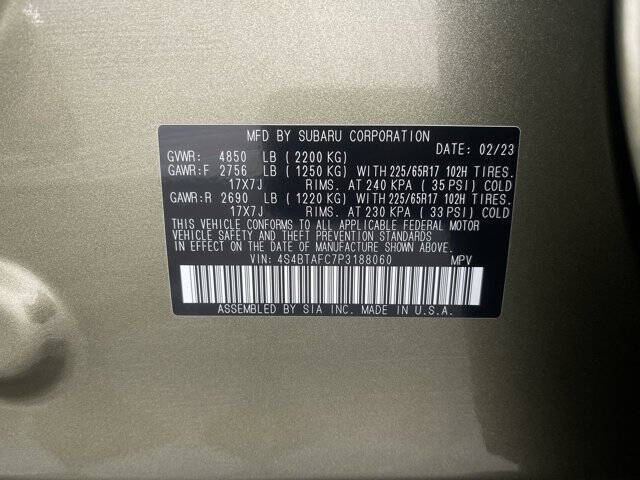 MFD BY SUBARU CORPORATION DATE: 02/23
GVWR: 4850 LB (2200 KG)
GAWR:F 2756 LB (1250 KG) WITH 225/65R17 102H TIRES.
17X7J RIMS. AT 240 KPA (35 PSI) COLD
GAWR:R 2690 LB (1220 KG) WITH 225/65R17 102H TIRES.
17X7J RIMS. AT 230 KPA (33 PSI) COLD
THIS VEHICLE CONFORMS TO ALL APPLICABLE FEDERAL MOTOR
VEHICLE SAFETY, BUMPER, AND THEFT PREVENTION STANDARDS
IN EFFECT ON THE DATE OF MANUFACTURE SHOWN ABOVE.
VIN: 4S4BTAFC7P3188060 MPV
ASSEMBLED BY SIA INC. MADE IN U.S.A.